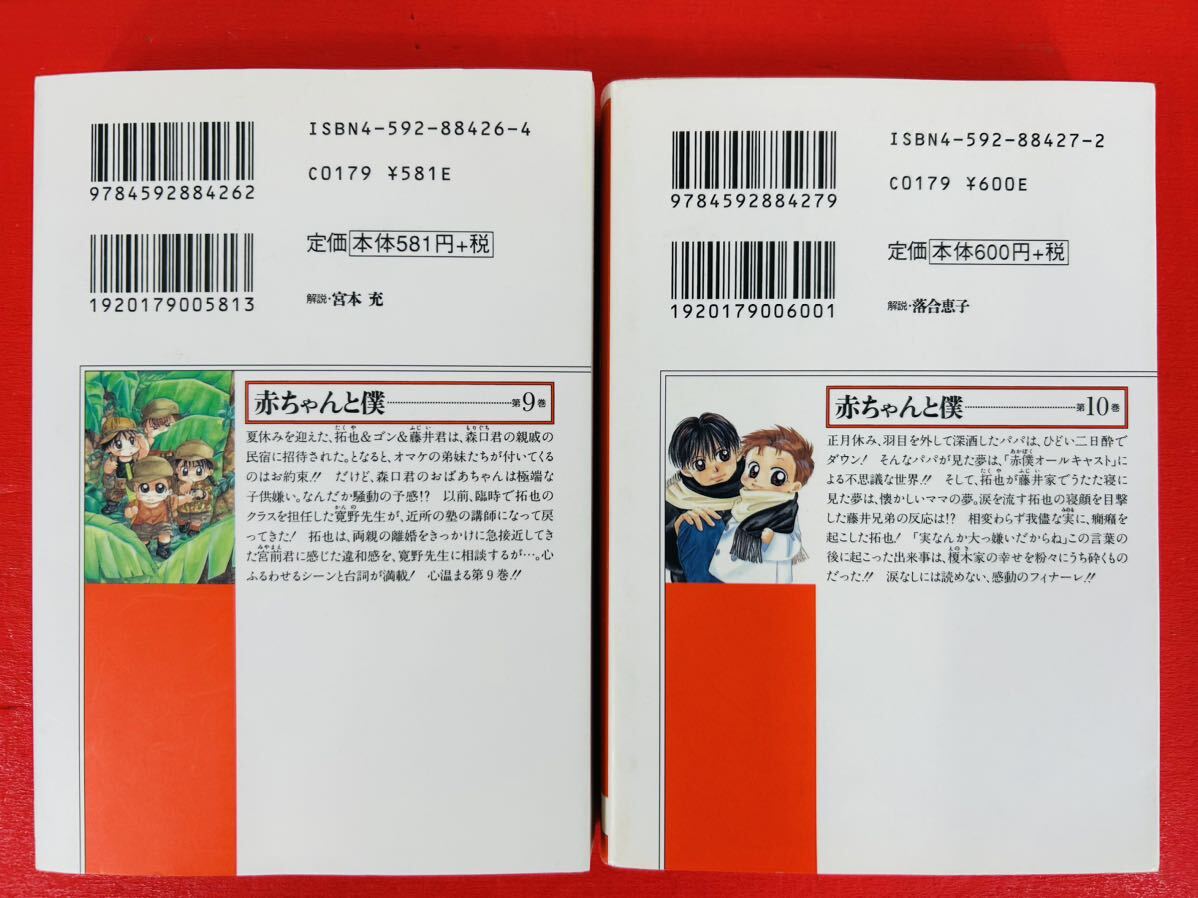 ISBN4-592-88426-4
9784592884262
C0179 ¥581E
定価 本体581円+税
1920179005813
解説・宮本 充
赤ちゃんと僕 第9巻
夏休みを迎えた、拓也&ゴン&藤井君は、森口君の親戚の
民宿に招待された。となると、オマケの弟妹たちが付いてくる
のはお約束!! だけど、森口君のおばあちゃんは極端な
子供嫌い。なんだか騒動の予感!? 以前、臨時で拓也の
クラスを担任した寛野先生が、近所の塾の講師になって戻
ってきた! 拓也は、両親の離婚をきっかけに急接近してき
た宮前君に感じた違和感を、寛野先生に相談するが…。心
ふるわせるシーンと台詞が満載! 心温まる第9巻!!
ISBN4-592-88427-2
9784592884279
C0179 ¥600E
定価 本体600円+税
1920179006001
解説・落合恵子
赤ちゃんと僕 第10巻
正月休み、羽目を外して深酒したパパは、ひどい二日酔で
ダウン! そんなパパが見た夢は、「赤僕オールキャスト」に
よる不思議な世界!! そして、拓也が藤井家でうたた寝に
見た夢は、懐かしいママの夢。涙を流す拓也の寝顔を目撃
した藤井兄弟の反応は!? 相変わらず我儘な実に、癇癪を
起こした拓也! 「実なんか大っ嫌いだからね」この言葉の
後に起こった出来事は、榎木家の幸せを粉々にうち砕くもの
だった!! 涙なしには読めない、感動のフィナーレ!!